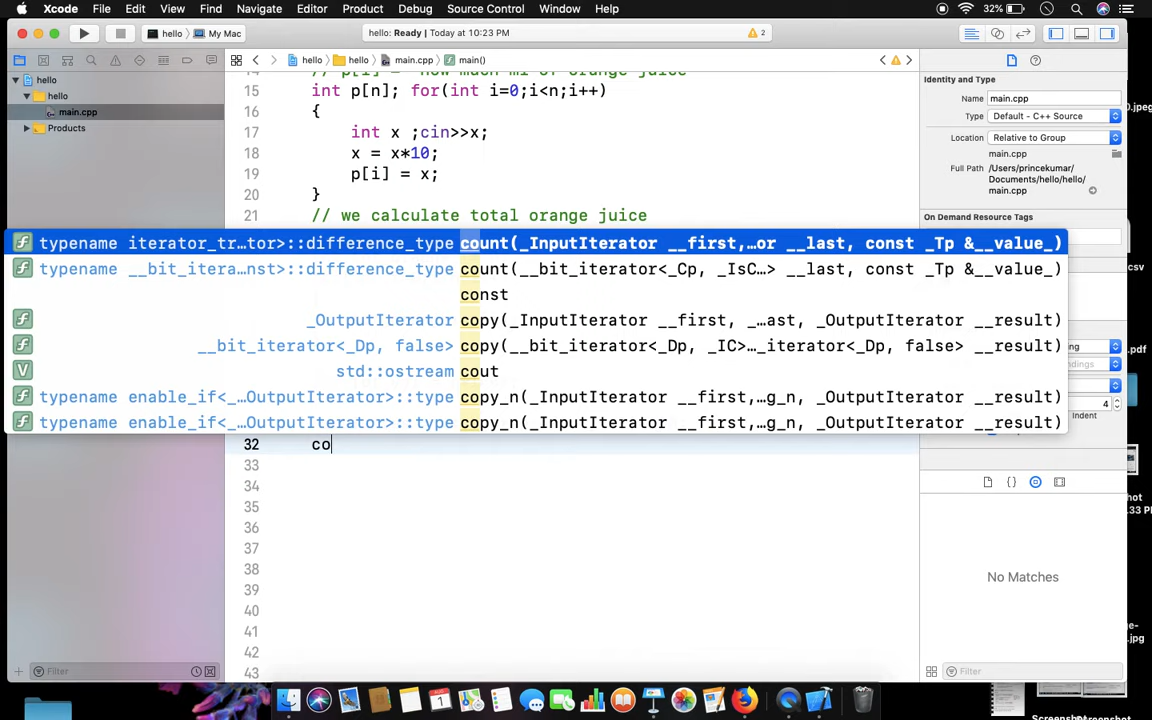 Xcode File Edit View Find Navigate Editor Product Debug Source Control Window Help 32%
hello My Mac
hello: Ready | Today at 10:23 PM
2
hello hello main.cpp main()
hello
hello
main.cpp
Products
15 int p[n]; for(int i=0;i<n;i++)
16 {
17 int x ;cin>>x;
18 x = x*10;
19 p[i] = x;
20 }
21 // we calculate total orange juice
typename iterator_tr…tor>::difference_type count(_InputIterator __first,…or __last, const _Tp &__value_)
typename __bit_itera…nst>::difference_type count(__bit_iterator<_Cp, _IsC…> __last, const _Tp &__value_)
const
_OutputIterator copy(_InputIterator __first, _…ast, _OutputIterator __result)
__bit_iterator<_Dp, false> copy(__bit_iterator<_Dp, _IC>…_iterator<_Dp, false> __result)
std::ostream cout
typename enable_if<_…OutputIterator>::type copy_n(_InputIterator __first,…g_n, _OutputIterator __result)
typename enable_if<_…OutputIterator>::type copy_n(_InputIterator __first,…g_n, _OutputIterator __result)
32 co
33
34
35
36
37
38
39
40
41
42
43
Identity and Type
Name main.cpp
Type Default - C++ Source
Location Relative to Group
main.cpp
Full Path /Users/princekumar/
Documents/hello/hello/
main.cpp
On Demand Resource Tags
4
Indent
No Matches
Filter
Filter
.jpeg
csv
.pdf
.jpg